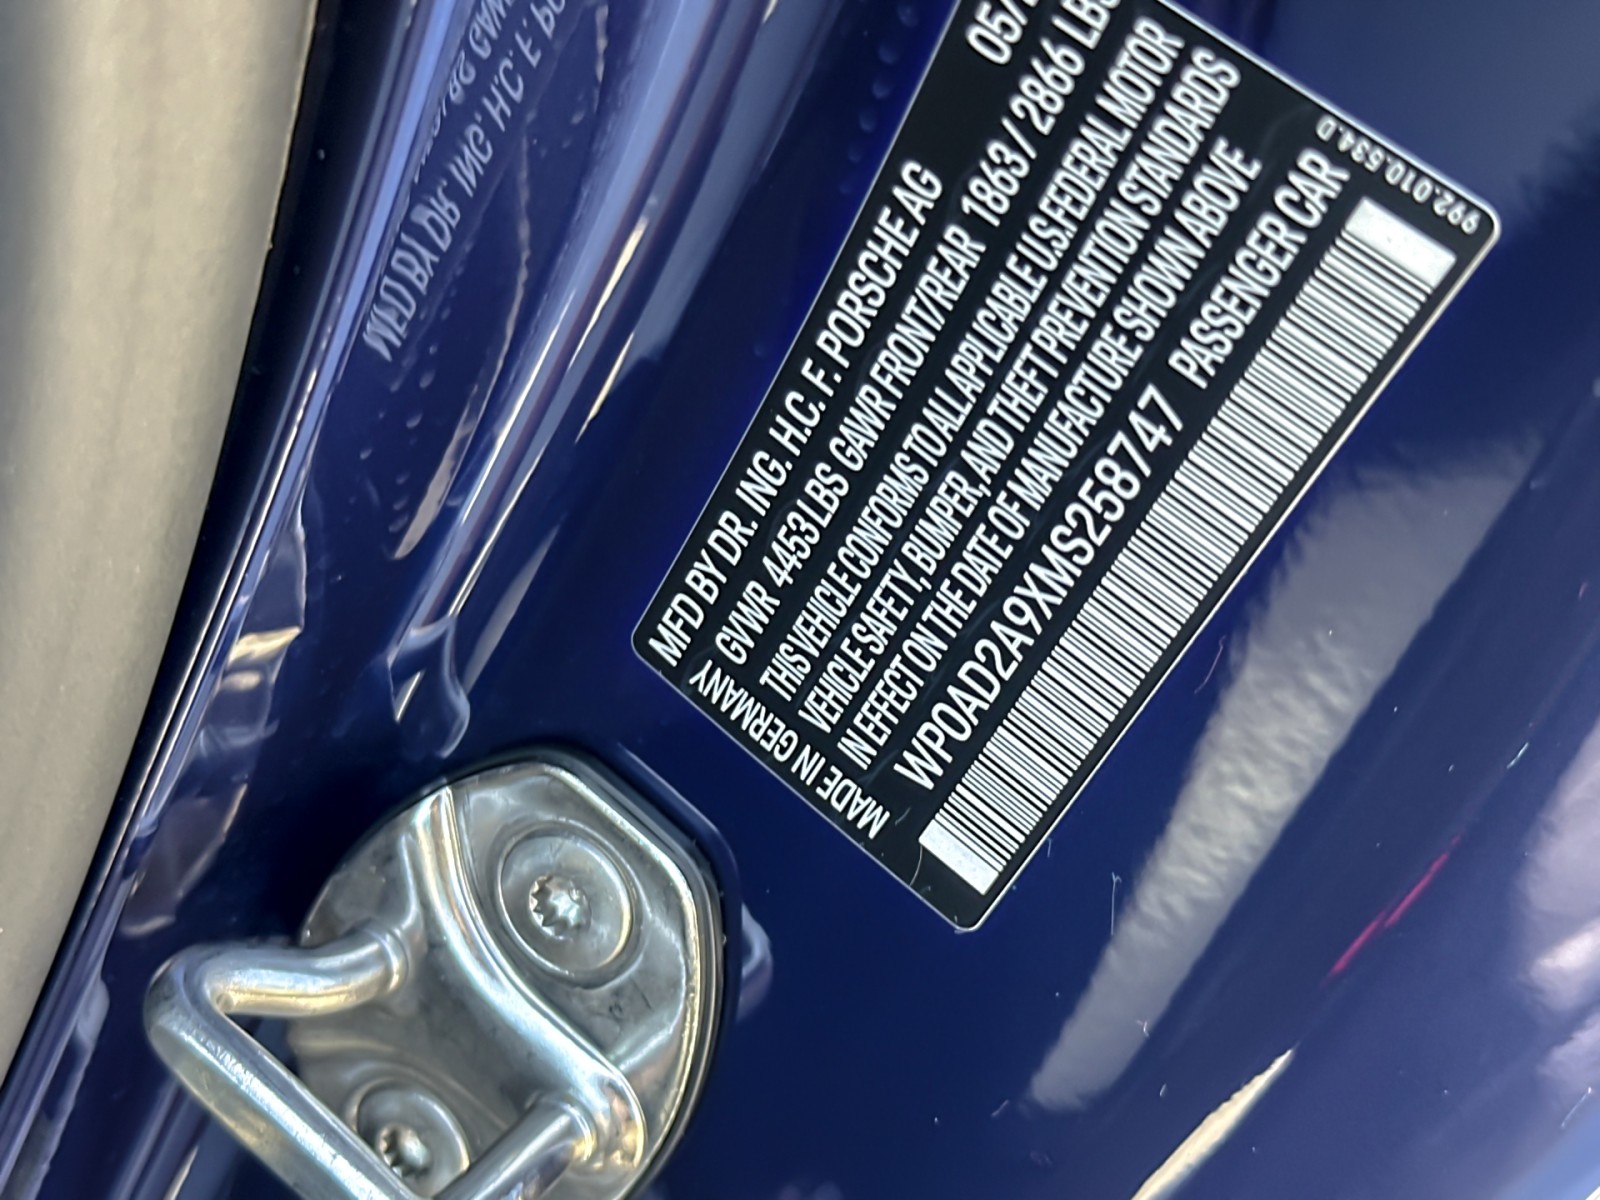 MFD BY DR. ING. H.C. F. PORSCHE AG 05/
GVWR 4453 LBS GAWR FRONT/REAR 1863 / 2866 LBS
THIS VEHICLE CONFORMS TO ALL APPLICABLE U.S. FEDERAL MOTOR
VEHICLE SAFETY, BUMPER, AND THEFT PREVENTION STANDARDS
IN EFFECT ON THE DATE OF MANUFACTURE SHOWN ABOVE
WP0AD2A9XMS258747 PASSENGER CAR
MADE IN GERMANY
992.010.534.D